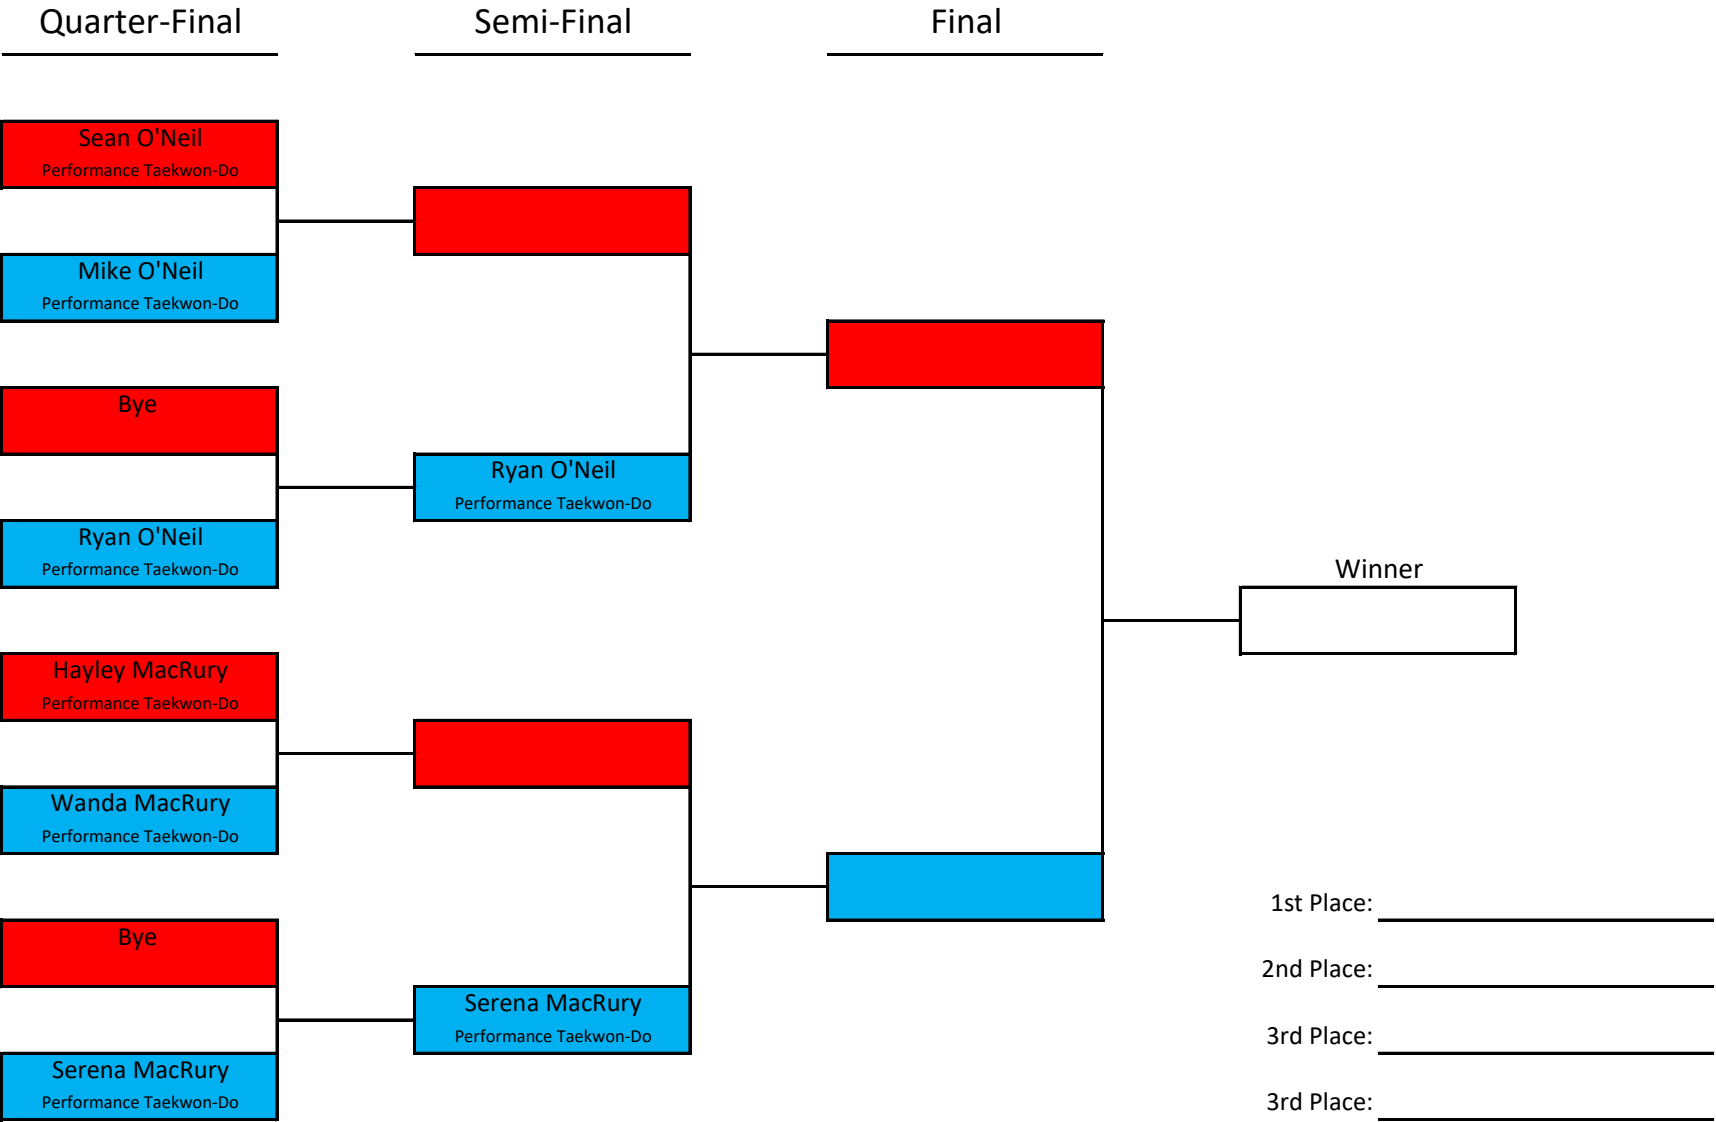 Quarter-Final
Semi-Final
Final
Sean O'Neil
Performance Taekwon-Do
Mike O'Neil
Performance Taekwon-Do
Bye
Ryan O'Neil
Performance Taekwon-Do
Ryan O'Neil
Performance Taekwon-Do
Winner
Hayley MacRury
Performance Taekwon-Do
Wanda MacRury
Performance Taekwon-Do
Bye
Serena MacRury
Performance Taekwon-Do
Serena MacRury
Performance Taekwon-Do
1st Place:
2nd Place:
3rd Place:
3rd Place: